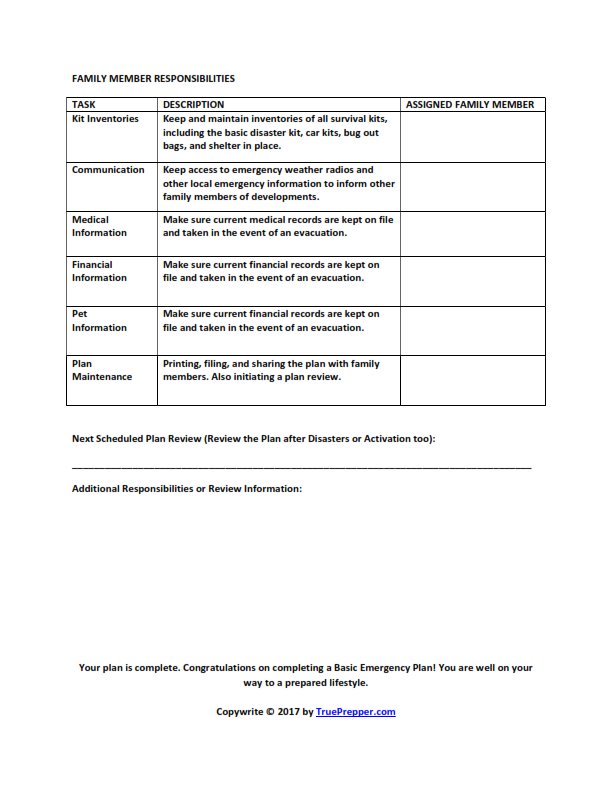 FAMILY MEMBER RESPONSIBILITIES
TASK DESCRIPTION ASSIGNED FAMILY MEMBER
Kit Inventories Keep and maintain inventories of all survival kits,
including the basic disaster kit, car kits, bug out
bags, and shelter in place.
Communication Keep access to emergency weather radios and
other local emergency information to inform other
family members of developments.
Medical Make sure current medical records are kept on file
Information and taken in the event of an evacuation.
Financial Make sure current financial records are kept on
Information file and taken in the event of an evacuation.
Pet Make sure current financial records are kept on
Information file and taken in the event of an evacuation.
Plan Printing, filing, and sharing the plan with family
Maintenance members. Also initiating a plan review.
Next Scheduled Plan Review (Review the Plan after Disasters or Activation too):
Additional Responsibilities or Review Information:
Your plan is complete. Congratulations on completing a Basic Emergency Plan! You are well on your
way to a prepared lifestyle.
Copywrite © 2017 by TruePrepper.com